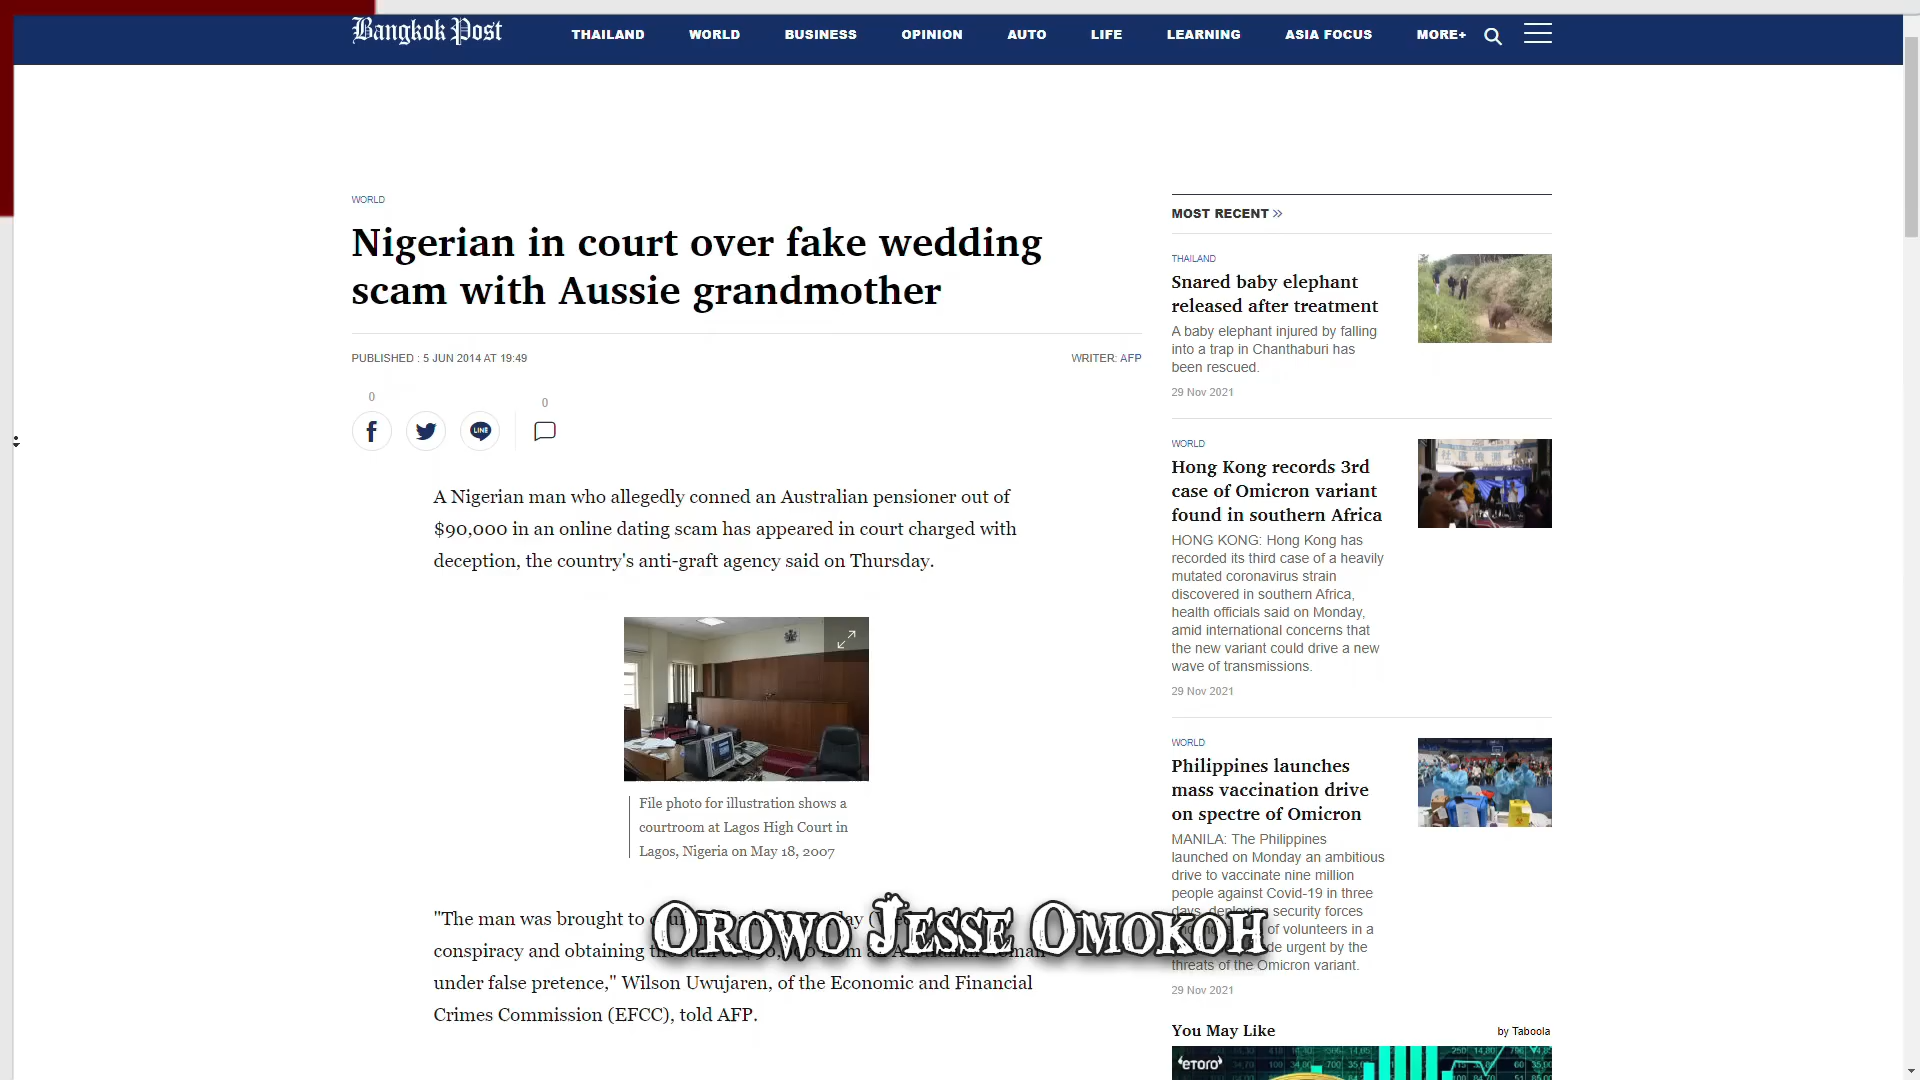 Bangkok Post
THAILAND WORLD BUSINESS OPINION AUTO LIFE LEARNING ASIA FOCUS MORE+
WORLD
Nigerian in court over fake wedding
scam with Aussie grandmother
PUBLISHED : 5 JUN 2014 AT 19:49
WRITER: AFP
0
0
LINE
A Nigerian man who allegedly conned an Australian pensioner out of
$90,000 in an online dating scam has appeared in court charged with
deception, the country's anti-graft agency said on Thursday.
File photo for illustration shows a
courtroom at Lagos High Court in
Lagos, Nigeria on May 18, 2007
"The man was brought to
conspiracy and obtaining
under false pretence," Wilson Uwujaren, of the Economic and Financial
Crimes Commission (EFCC), told AFP.
Orowo Jesse Omokoh
MOST RECENT »
THAILAND
Snared baby elephant
released after treatment
A baby elephant injured by falling
into a trap in Chanthaburi has
been rescued.
29 Nov 2021
WORLD
Hong Kong records 3rd
case of Omicron variant
found in southern Africa
HONG KONG: Hong Kong has
recorded its third case of a heavily
mutated coronavirus strain
discovered in southern Africa,
health officials said on Monday,
amid international concerns that
the new variant could drive a new
wave of transmissions.
29 Nov 2021
WORLD
Philippines launches
mass vaccination drive
on spectre of Omicron
MANILA: The Philippines
launched on Monday an ambitious
drive to vaccinate nine million
people against Covid-19 in three
days, deploying security forces
of volunteers in a
urgent by the
threats of the Omicron variant.
29 Nov 2021
You May Like
by Taboola
eToro